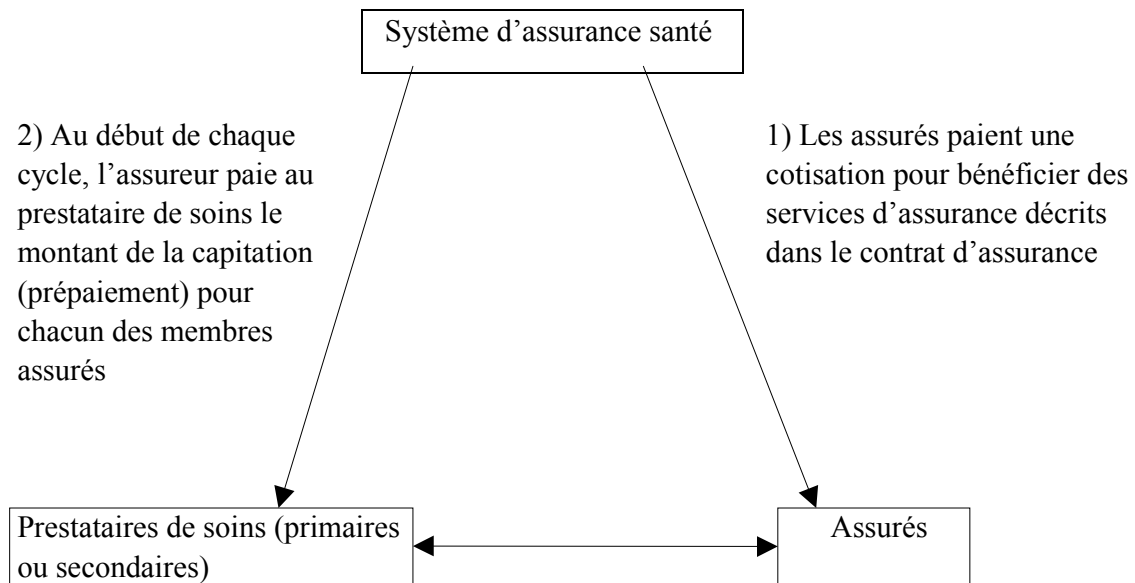 Système d’assurance santé
2) Au début de chaque
cycle, l’assureur paie au
prestataire de soins le
montant de la capitation
(prépaiement) pour
chacun des membres
assurés
1) Les assurés paient une
cotisation pour bénéficier des
services d’assurance décrits
dans le contrat d’assurance
Prestataires de soins (primaires
ou secondaires)
Assurés